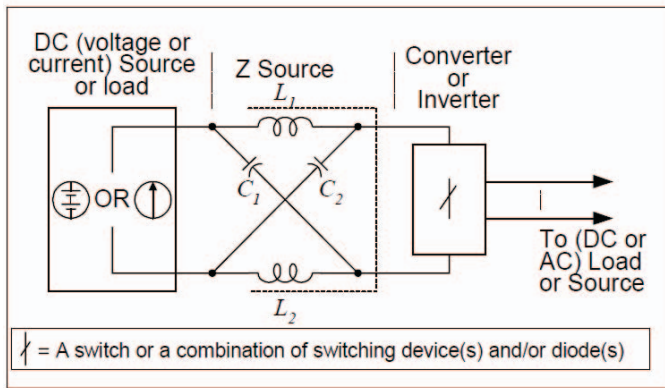 DC (voltage or
current) Source
or load
Z Source
Converter
or
Inverter
L1
C1
C2
OR
L2
To (DC or
AC) Load
or Source
= A switch or a combination of switching device(s) and/or diode(s)